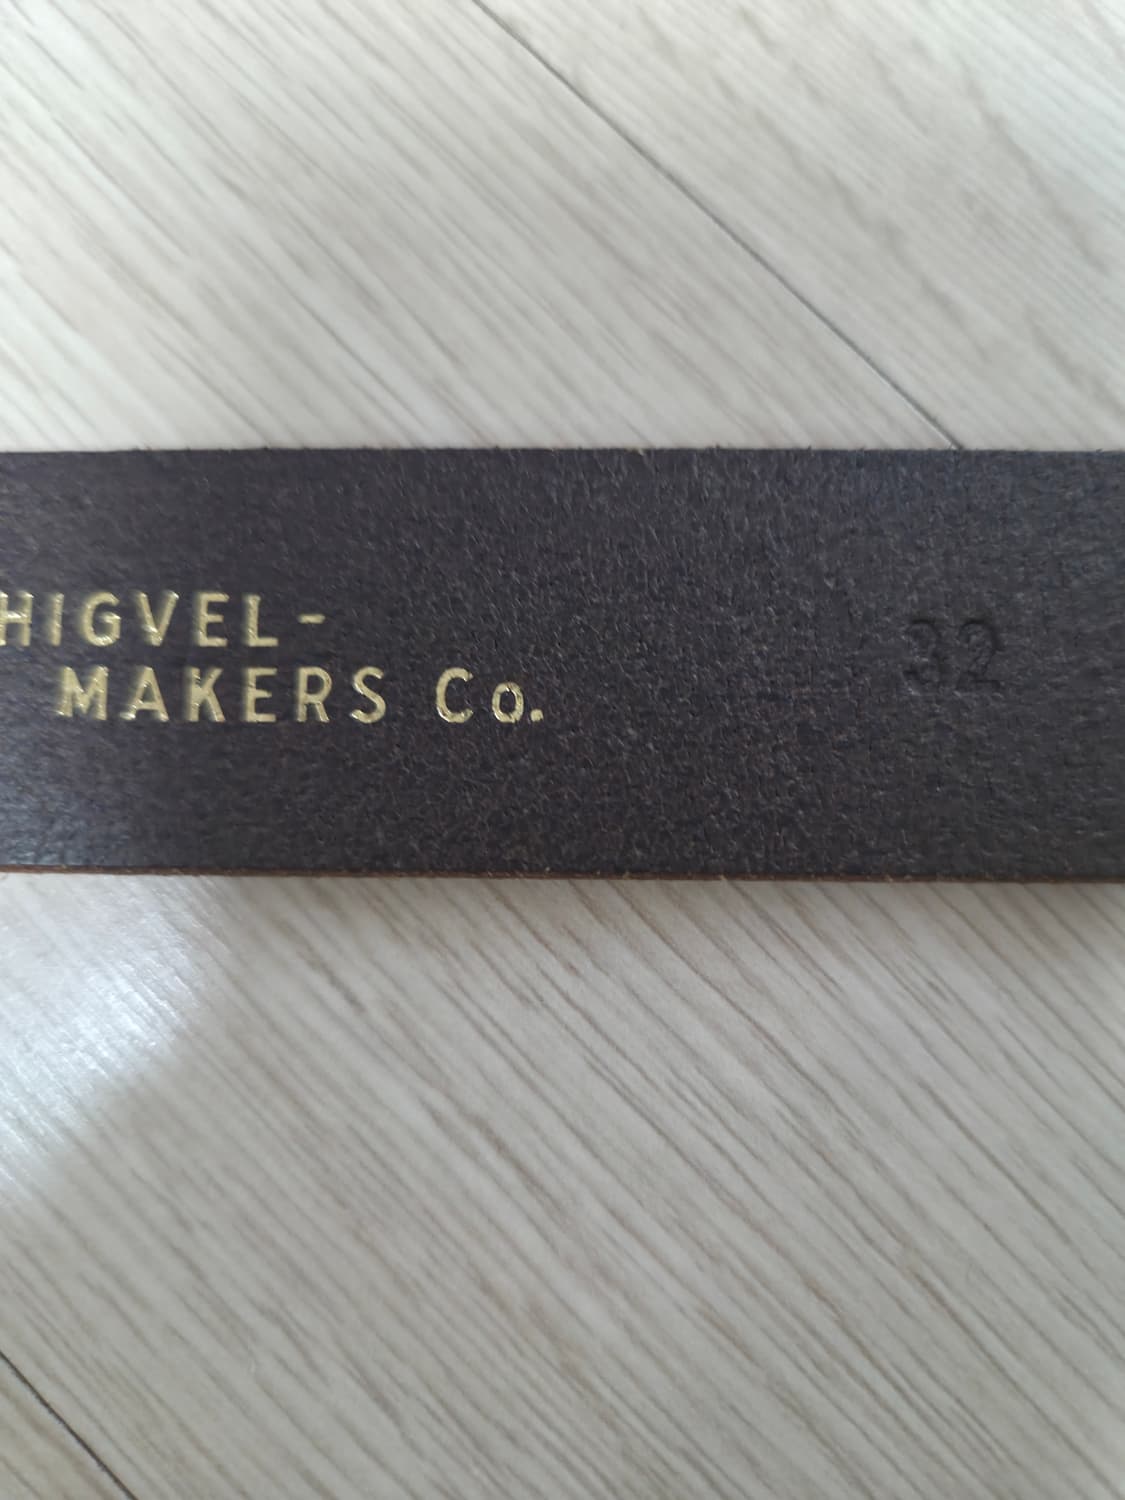 HIGVEL-
MAKERS Co.
32